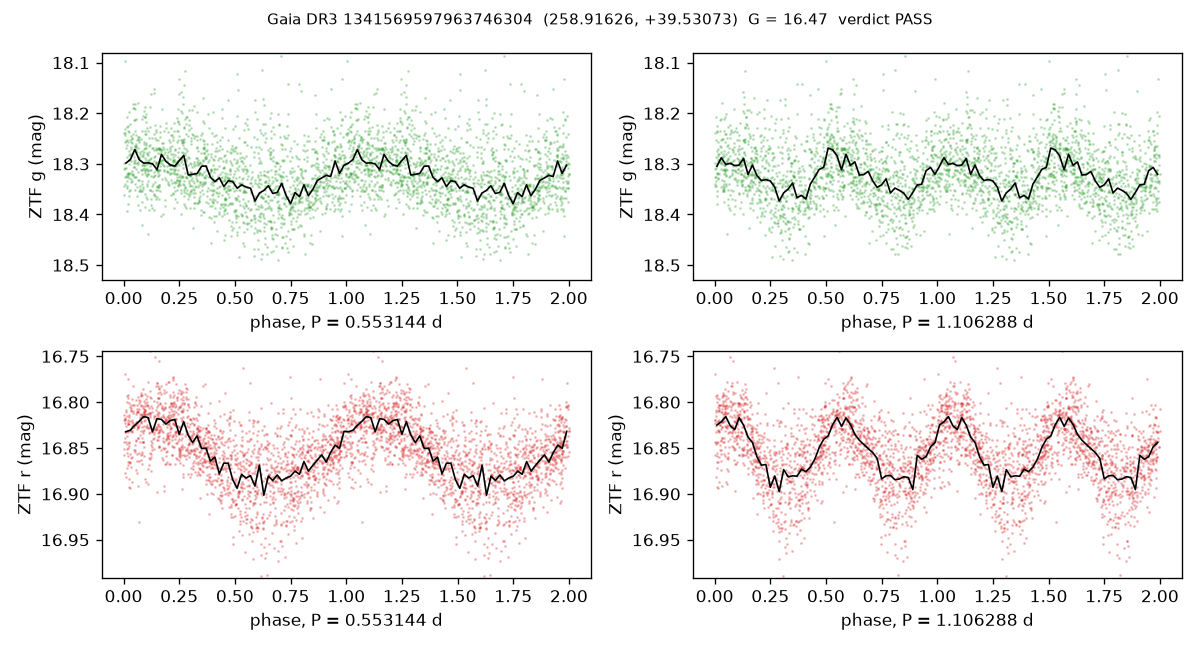 Gaia DR3 1341569597963746304 (258.91626, +39.53073) G = 16.47 verdict PASS
ZTF g (mag)
18.1
18.2
18.3
18.4
18.5
0.00 0.25 0.50 0.75 1.00 1.25 1.50 1.75 2.00
phase, P = 0.553144 d
ZTF g (mag)
18.1
18.2
18.3
18.4
18.5
0.00 0.25 0.50 0.75 1.00 1.25 1.50 1.75 2.00
phase, P = 1.106288 d
ZTF r (mag)
16.75
16.80
16.85
16.90
16.95
0.00 0.25 0.50 0.75 1.00 1.25 1.50 1.75 2.00
phase, P = 0.553144 d
ZTF r (mag)
16.75
16.80
16.85
16.90
16.95
0.00 0.25 0.50 0.75 1.00 1.25 1.50 1.75 2.00
phase, P = 1.106288 d